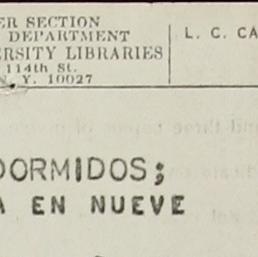 ER SECTION
DEPARTMENT
ERSITY LIBRARIES
114th St.
N. Y. 10027
L. C. CA
DORMIDOS;
A EN NUEVE